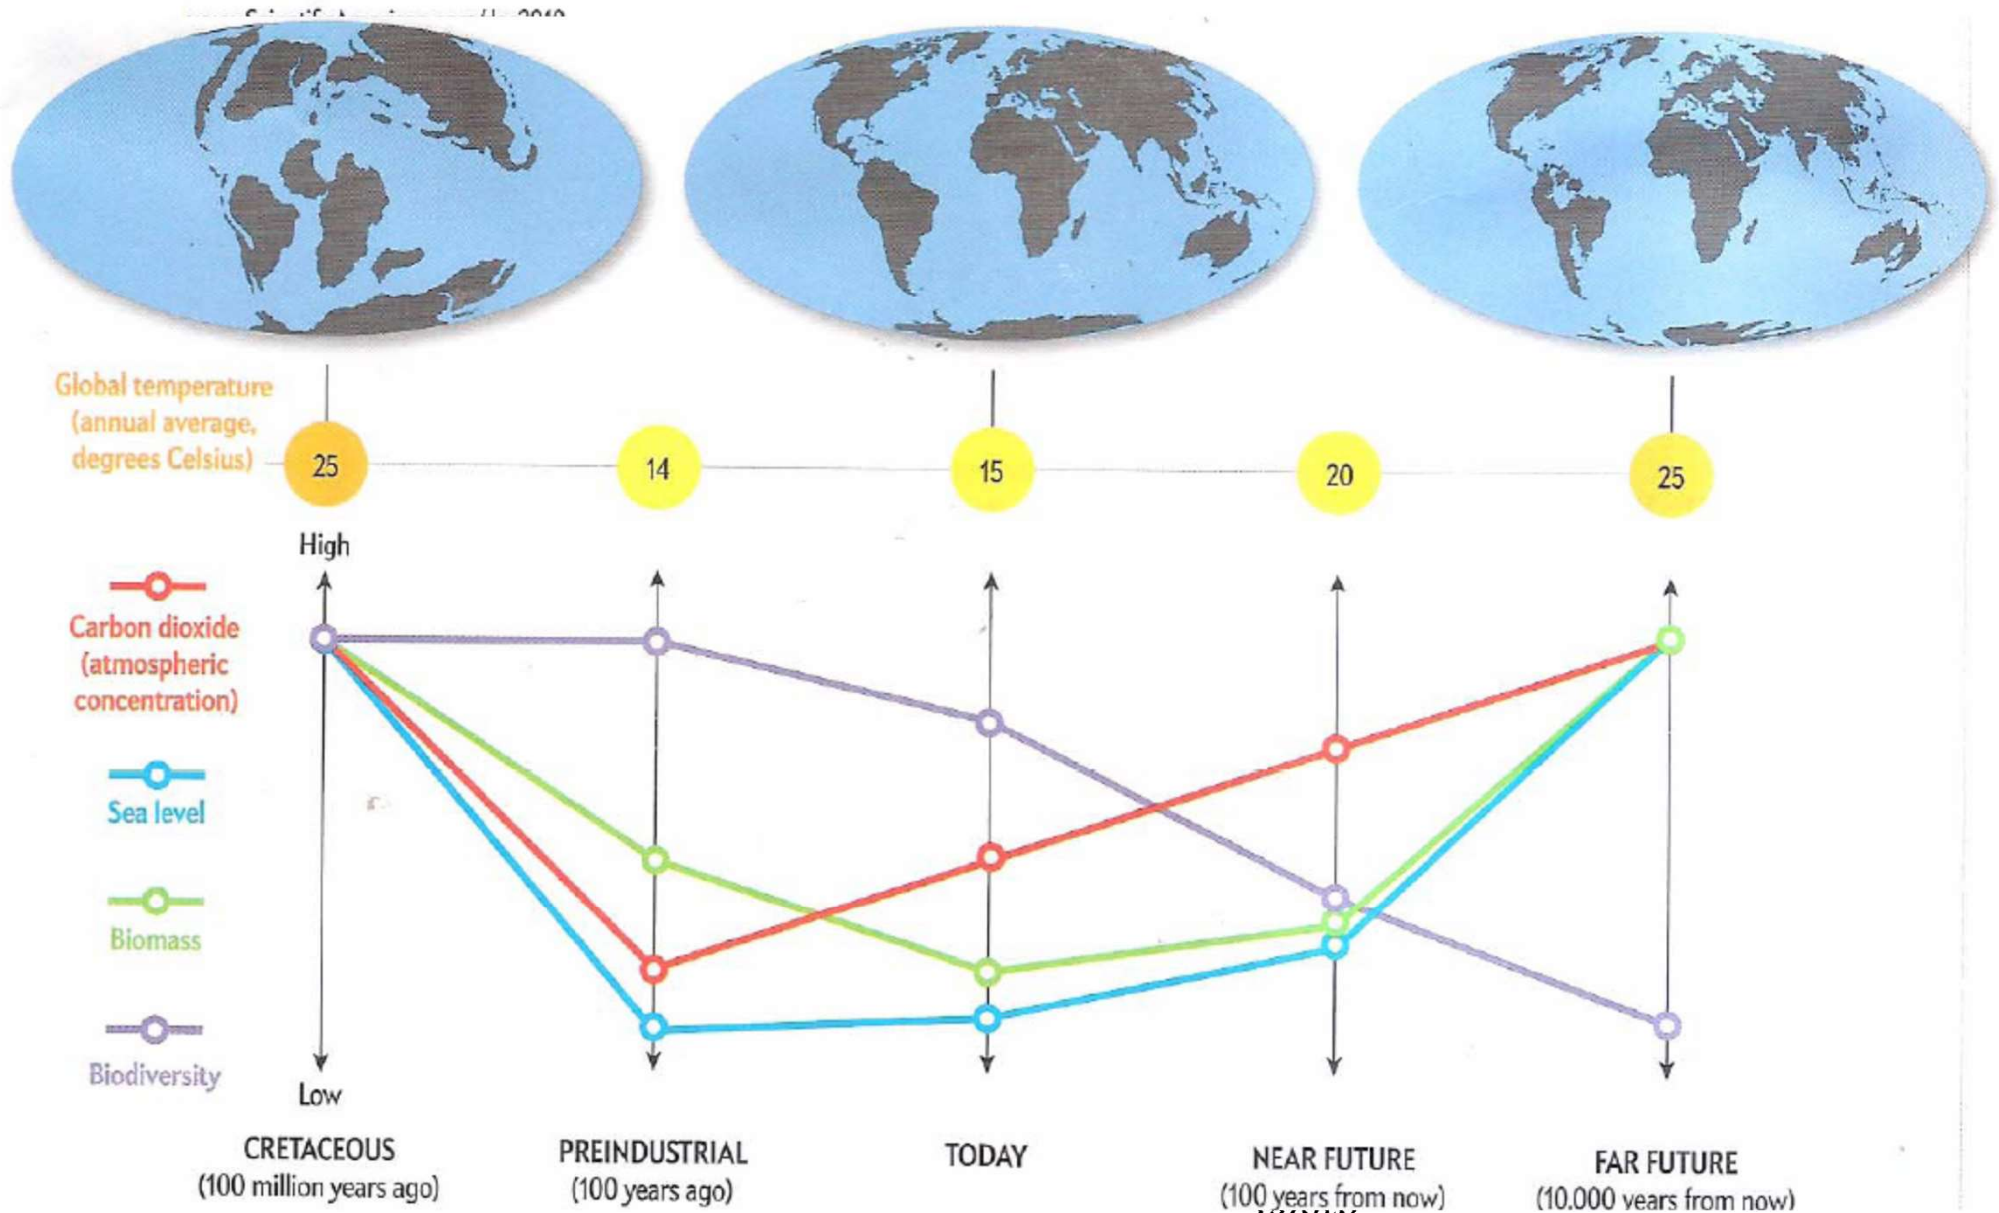 Global temperature
(annual average,
degrees Celsius)
25
14
15
20
25
High
Carbon dioxide
(atmospheric
concentration)
Sea level
Biomass
Biodiversity
Low
CRETACEOUS
(100 million years ago)
PREINDUSTRIAL
(100 years ago)
TODAY
NEAR FUTURE
(100 years from now)
FAR FUTURE
(10,000 years from now)